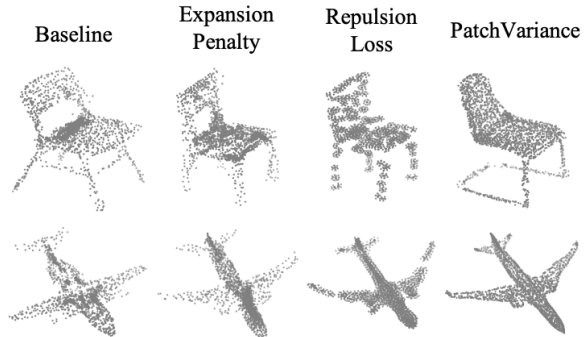 Baseline
Expansion
Penalty
Repulsion
Loss
PatchVariance